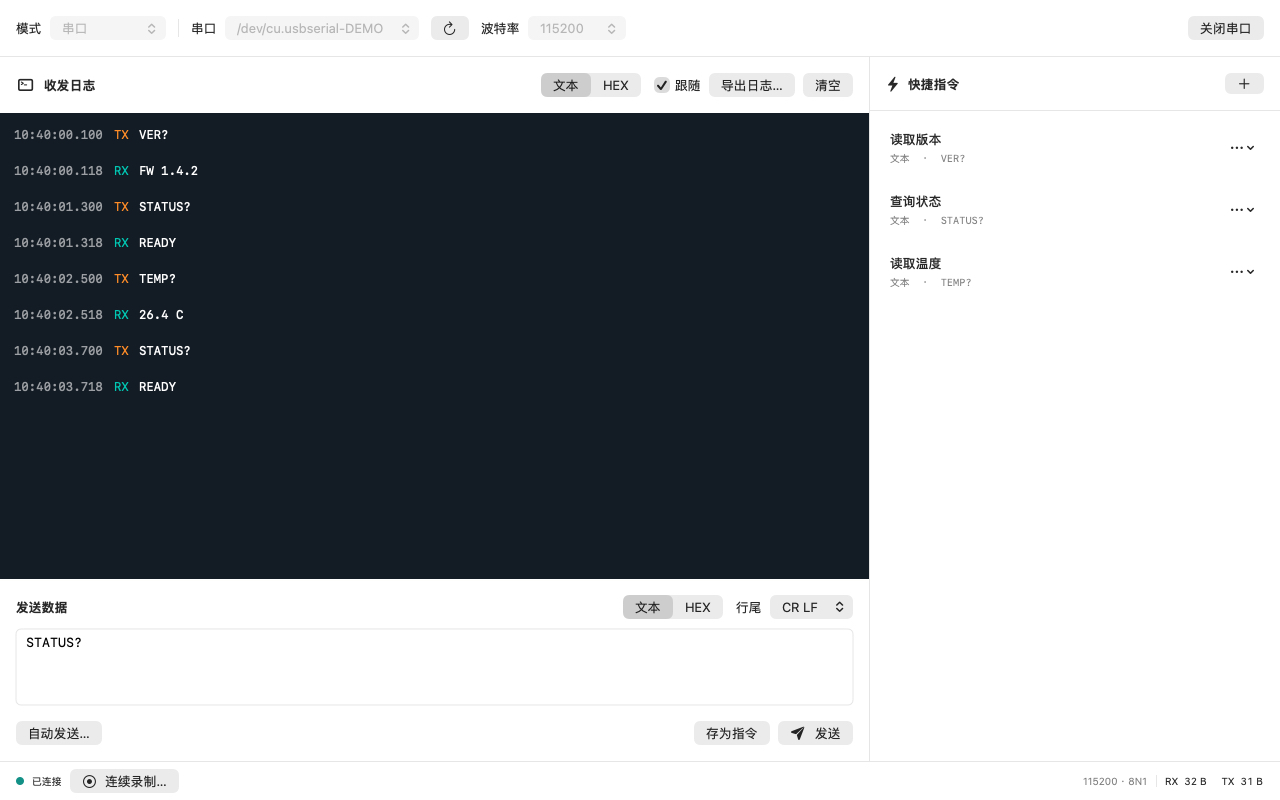 模式 串口 串口 /dev/cu.usbserial-DEMO 波特率 115200 关闭串口
收发日志 文本 HEX 跟随 导出日志... 清空
10:40:00.100 TX VER?
10:40:00.118 RX FW 1.4.2
10:40:01.300 TX STATUS?
10:40:01.318 RX READY
10:40:02.500 TX TEMP?
10:40:02.518 RX 26.4 C
10:40:03.700 TX STATUS?
10:40:03.718 RX READY
快捷指令
读取版本
文本 · VER?
查询状态
文本 · STATUS?
读取温度
文本 · TEMP?
发送数据 文本 HEX 行尾 CR LF
STATUS?
自动发送... 存为指令 发送
已连接 连续录制... 115200 · 8N1 RX 32 B TX 31 B